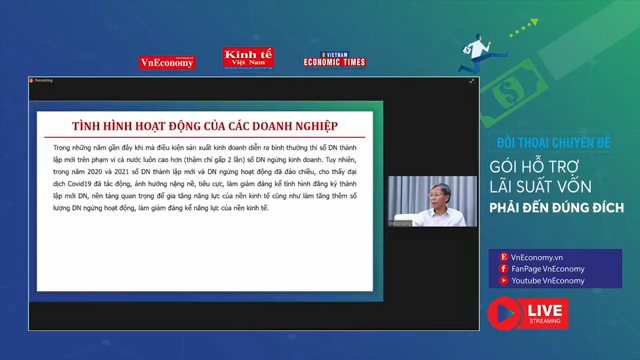 VnEconomy
Kinh tế
Việt Nam
VIETNAM
ECONOMIC TIMES
Recording
TÌNH HÌNH HOẠT ĐỘNG CỦA CÁC DOANH NGHIỆP
Trong những năm gần đây khi mà điều kiện sản xuất kinh doanh diễn ra bình thường thì số DN thành
lập mới trên phạm vi cả nước luôn cao hơn (thậm chí gấp 2 lần) số DN ngừng kinh doanh. Tuy nhiên,
trong năm 2020 và 2021 số DN thành lập mới và DN ngừng hoạt động đã đảo chiều, cho thấy đại
dịch Covid19 đã tác động, ảnh hưởng nặng nề, tiêu cực, làm giảm đáng kể tình hình đăng ký thành
lập mới DN, nền tảng quan trọng để gia tăng năng lực của nền kinh tế cũng như làm tăng thêm số
lượng DN ngừng hoạt động, làm giảm đáng kể năng lực của nền kinh tế.
ĐỐI THOẠI CHUYÊN ĐỀ
GÓI HỖ TRỢ
LÃI SUẤT VỐN
PHẢI ĐẾN ĐÚNG ĐÍCH
VnEconomy.vn
FanPage VnEconomy
Youtube VnEconomy
LIVE
STREAMING